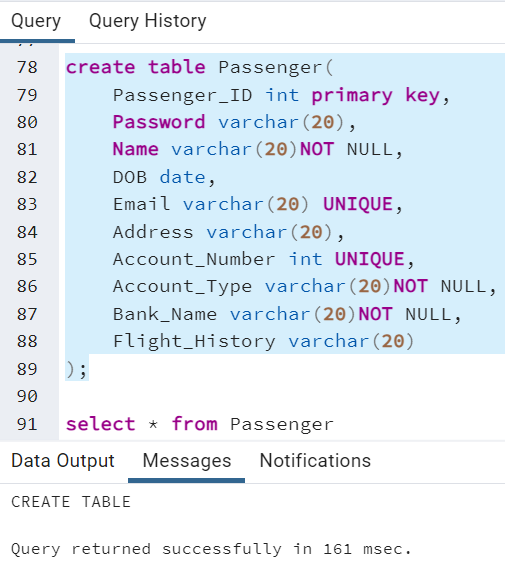 Query Query History
78 create table Passenger(
79 Passenger_ID int primary key,
80 Password varchar(20),
81 Name varchar(20)NOT NULL,
82 DOB date,
83 Email varchar(20) UNIQUE,
84 Address varchar(20),
85 Account_Number int UNIQUE,
86 Account_Type varchar(20)NOT NULL,
87 Bank_Name varchar(20)NOT NULL,
88 Flight_History varchar(20)
89 );
90
91 select * from Passenger
Data Output Messages Notifications
CREATE TABLE
Query returned successfully in 161 msec.